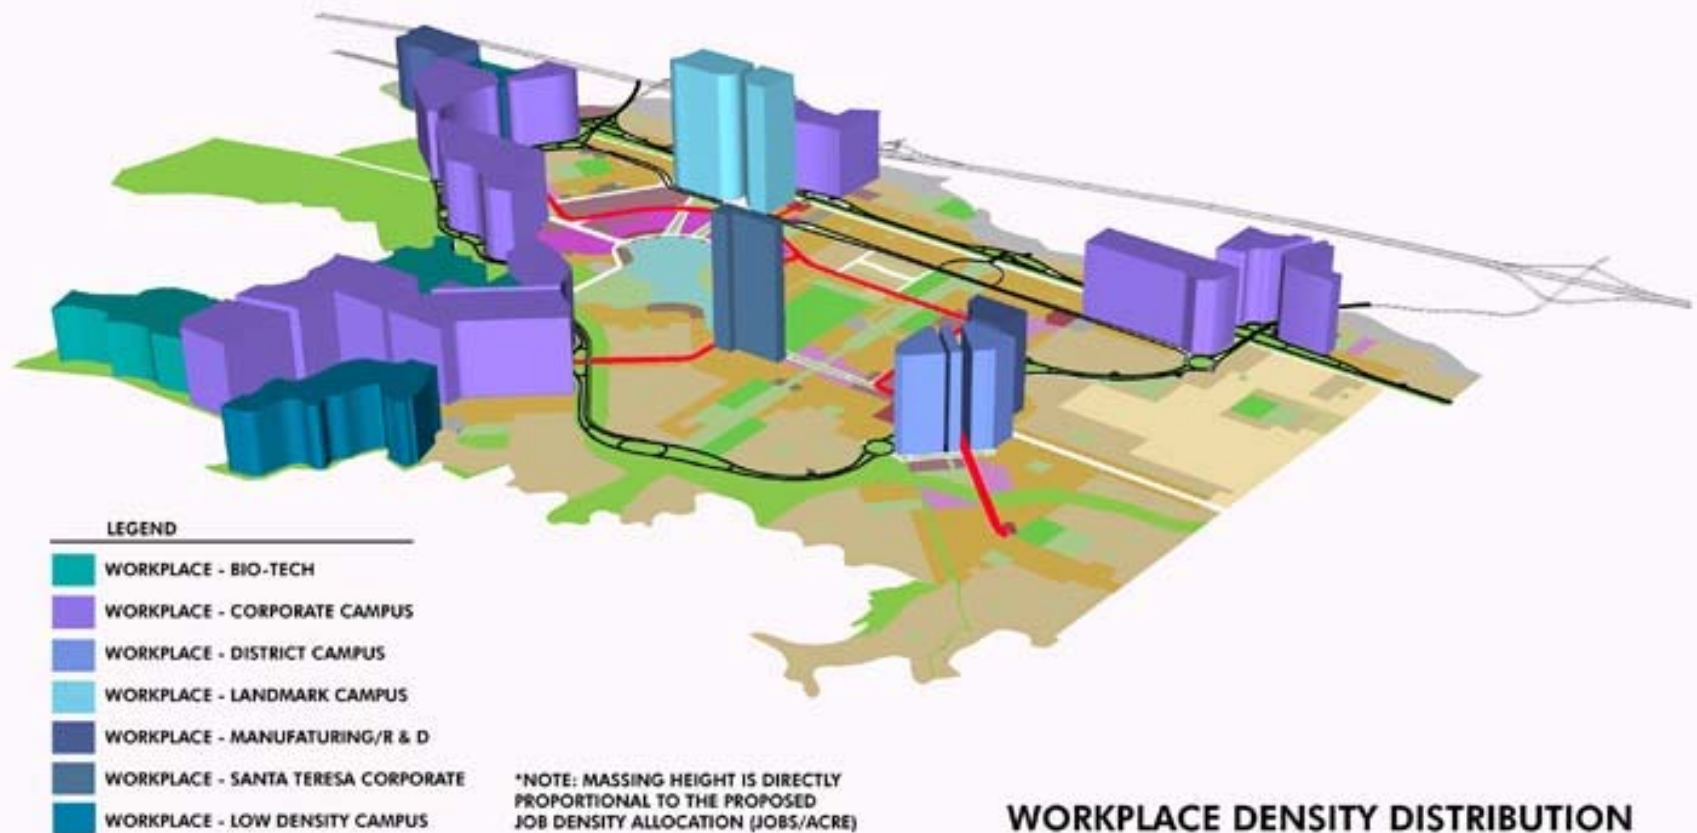 LEGEND
WORKPLACE - BIO-TECH
WORKPLACE - CORPORATE CAMPUS
WORKPLACE - DISTRICT CAMPUS
WORKPLACE - LANDMARK CAMPUS
WORKPLACE - MANUFATURING/R & D
WORKPLACE - SANTA TERESA CORPORATE
WORKPLACE - LOW DENSITY CAMPUS
*NOTE: MASSING HEIGHT IS DIRECTLY
PROPORTIONAL TO THE PROPOSED
JOB DENSITY ALLOCATION (JOBS/ACRE)
WORKPLACE DENSITY DISTRIBUTION